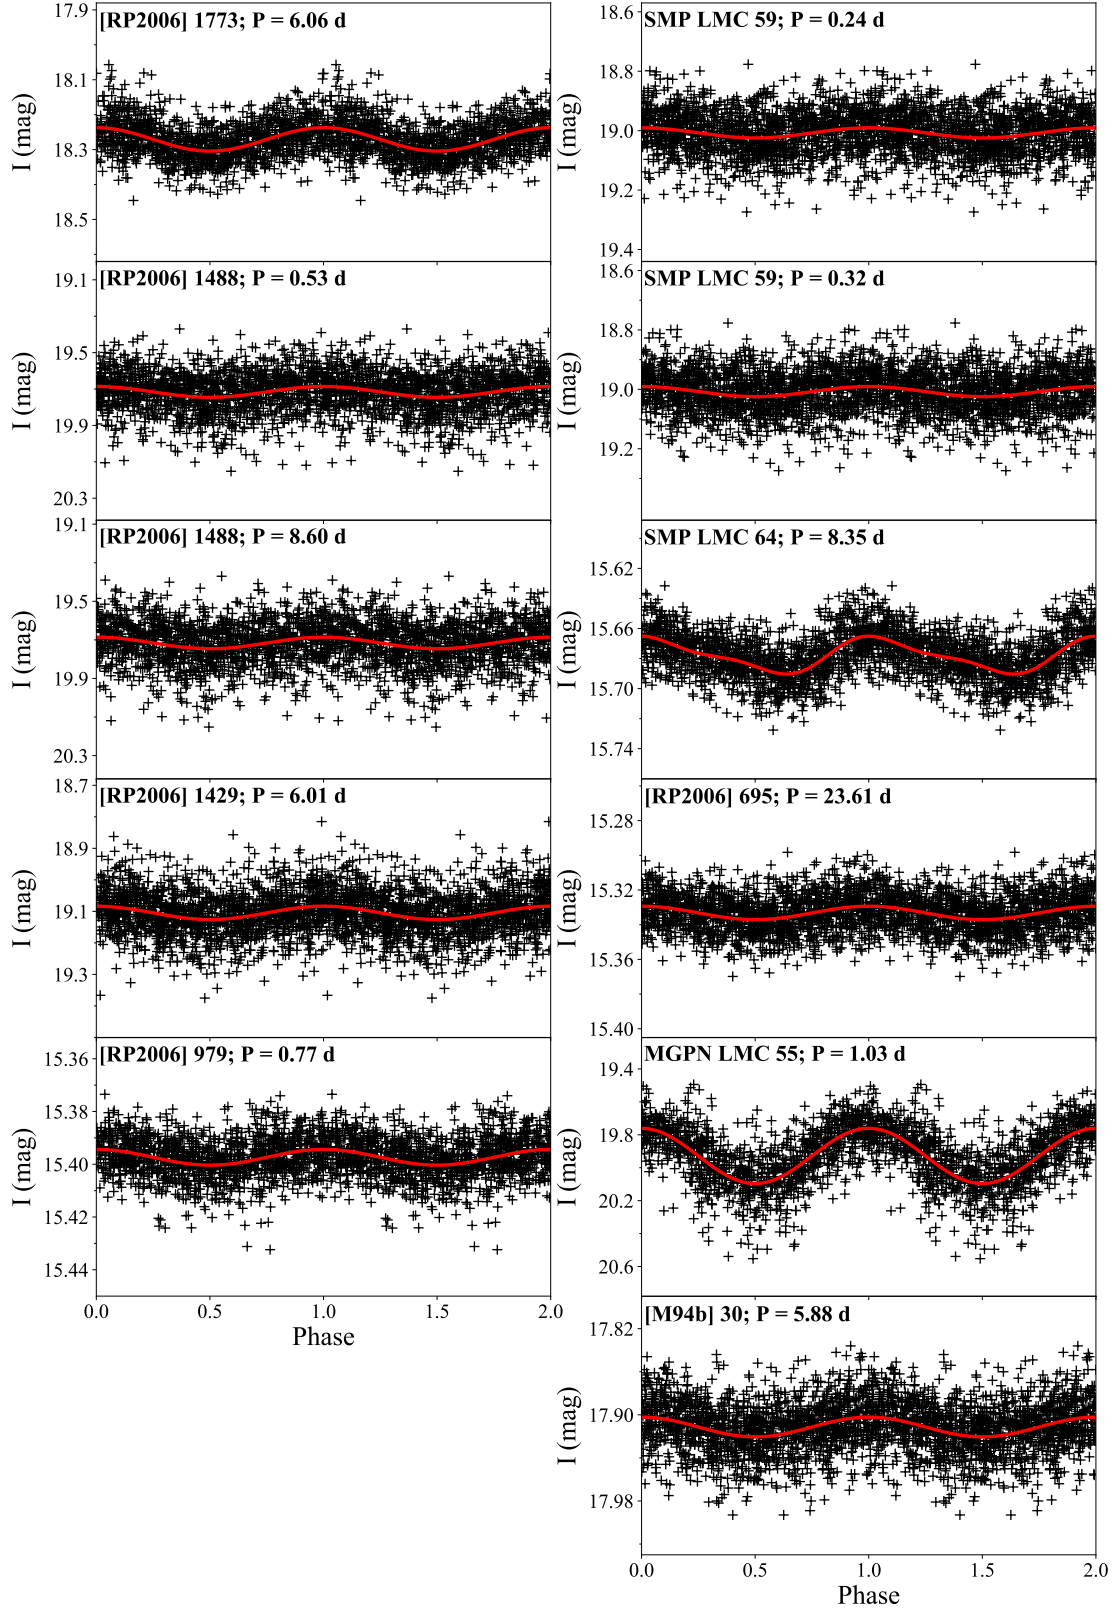 [RP2006] 1773; P = 6.06 d
17.9
18.1
18.3
18.5
I (mag)
[RP2006] 1488; P = 0.53 d
19.1
19.5
19.9
20.3
I (mag)
[RP2006] 1488; P = 8.60 d
19.1
19.5
19.9
20.3
I (mag)
[RP2006] 1429; P = 6.01 d
18.7
18.9
19.1
19.3
I (mag)
[RP2006] 979; P = 0.77 d
15.36
15.38
15.40
15.42
15.44
I (mag)
0.0 0.5 1.0 1.5 2.0
Phase
SMP LMC 59; P = 0.24 d
18.6
18.8
19.0
19.2
19.4
I (mag)
SMP LMC 59; P = 0.32 d
18.6
18.8
19.0
19.2
I (mag)
SMP LMC 64; P = 8.35 d
15.62
15.66
15.70
15.74
I (mag)
[RP2006] 695; P = 23.61 d
15.28
15.32
15.36
15.40
I (mag)
MGPN LMC 55; P = 1.03 d
19.4
19.8
20.2
20.6
I (mag)
[M94b] 30; P = 5.88 d
17.82
17.90
17.98
I (mag)
0.0 0.5 1.0 1.5 2.0
Phase